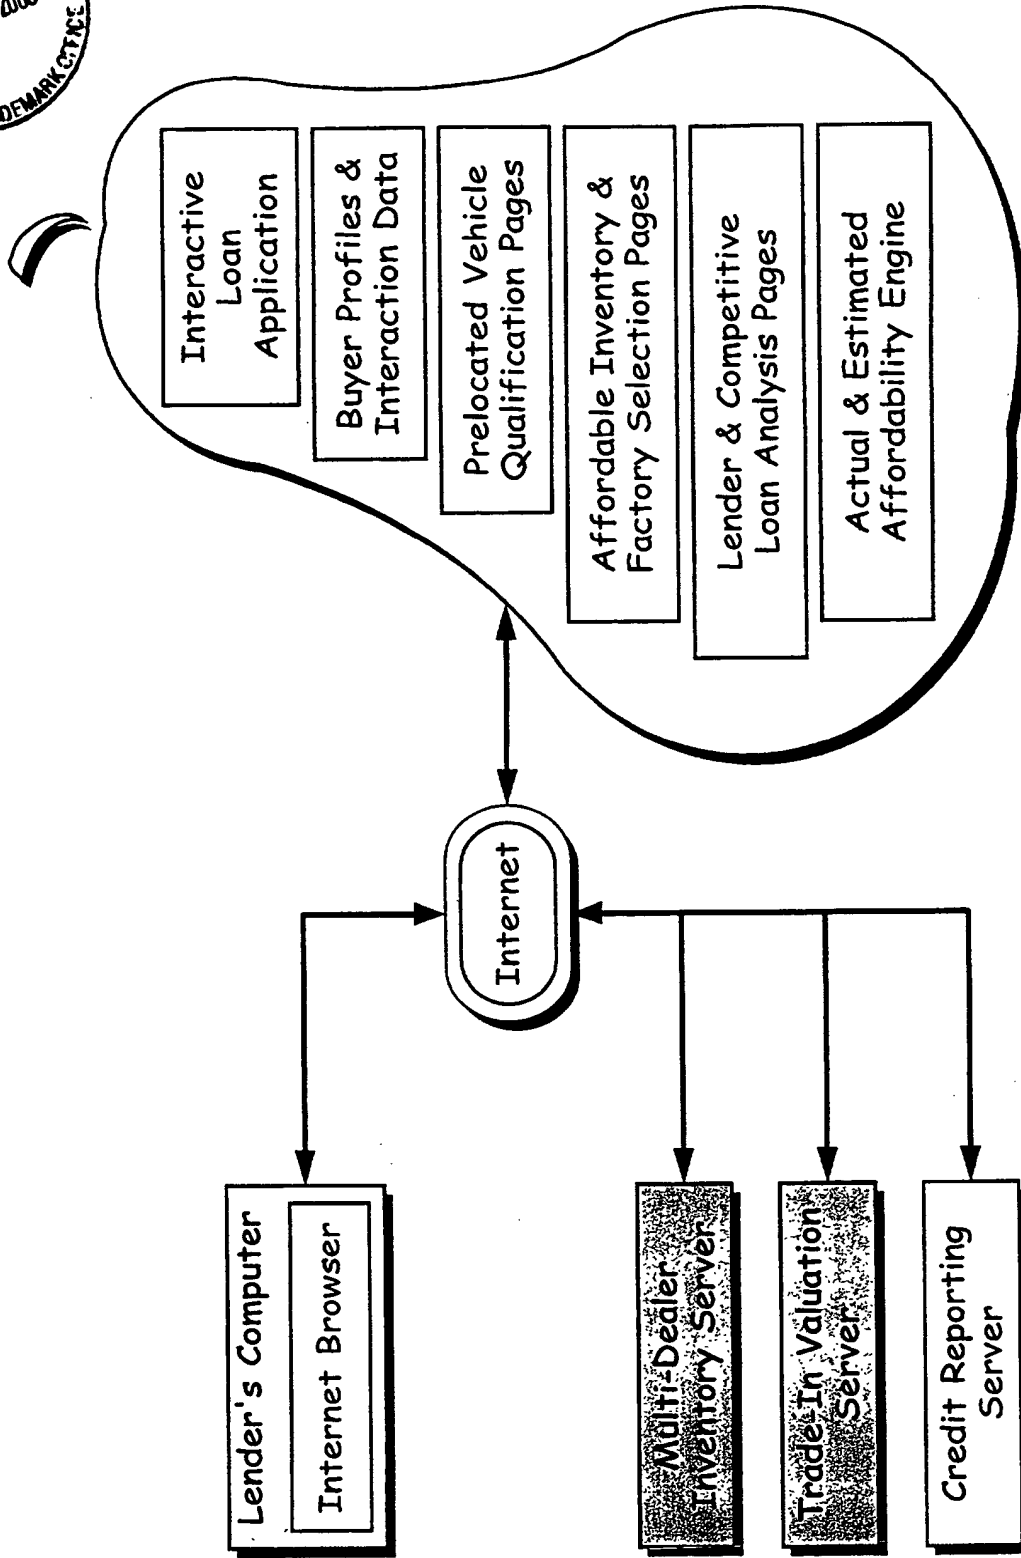 DEMARK OFFICE
Interactive
Loan
Application
Buyer Profiles &
Interaction Data
Prelocated Vehicle
Qualification Pages
Affordable Inventory &
Factory Selection Pages
Lender & Competitive
Loan Analysis Pages
Actual & Estimated
Affordability Engine
Internet
Lender's Computer
Internet Browser
Multi-Dealer
Inventory Server
Trade-In Valuation
Server
Credit Reporting
Server